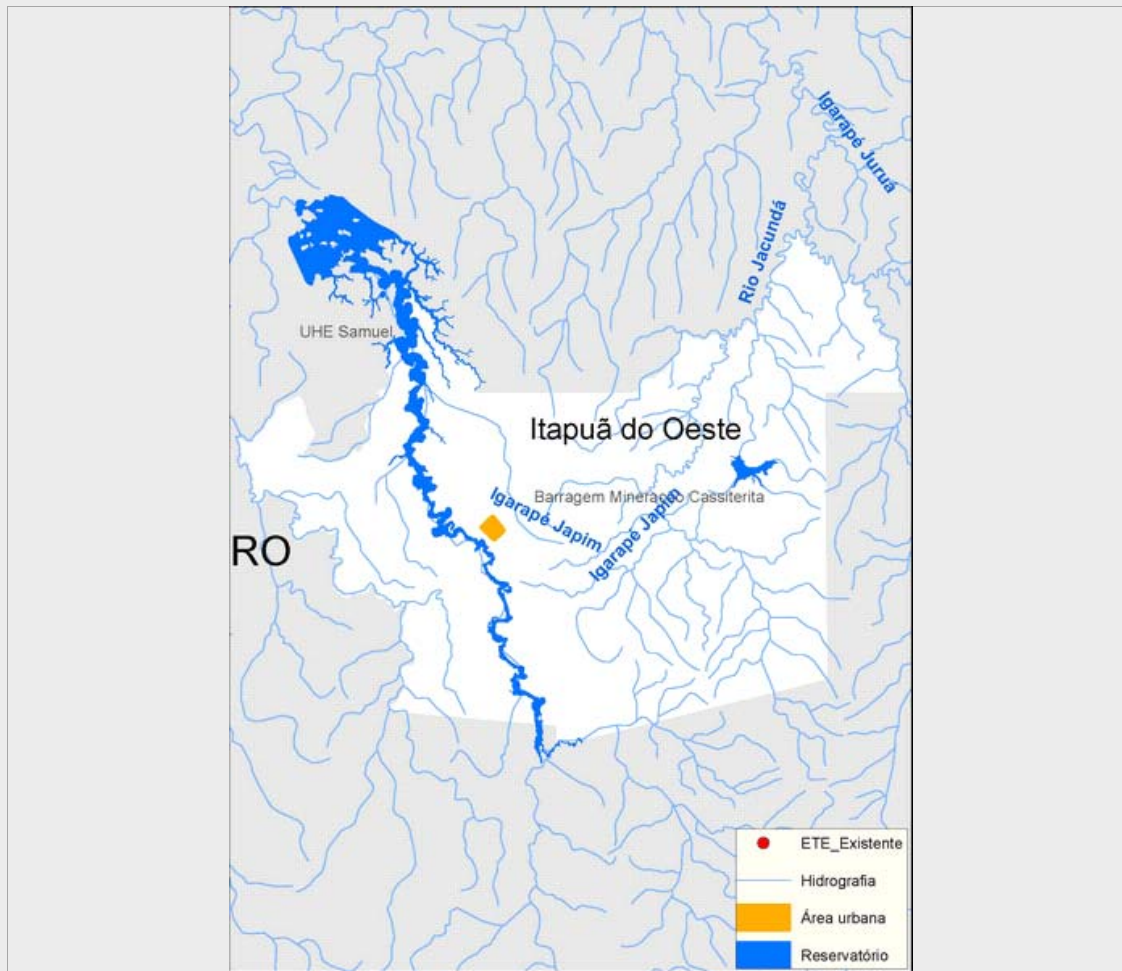 Igarapé Juruá
Rio Jacundá
UHE Samuel
Itapuã do Oeste
Barragem Mineração Cassiterita
Igarapé Japim
Igarapé Japim
RO
ETE_Existente
Hidrografia
Área urbana
Reservatório